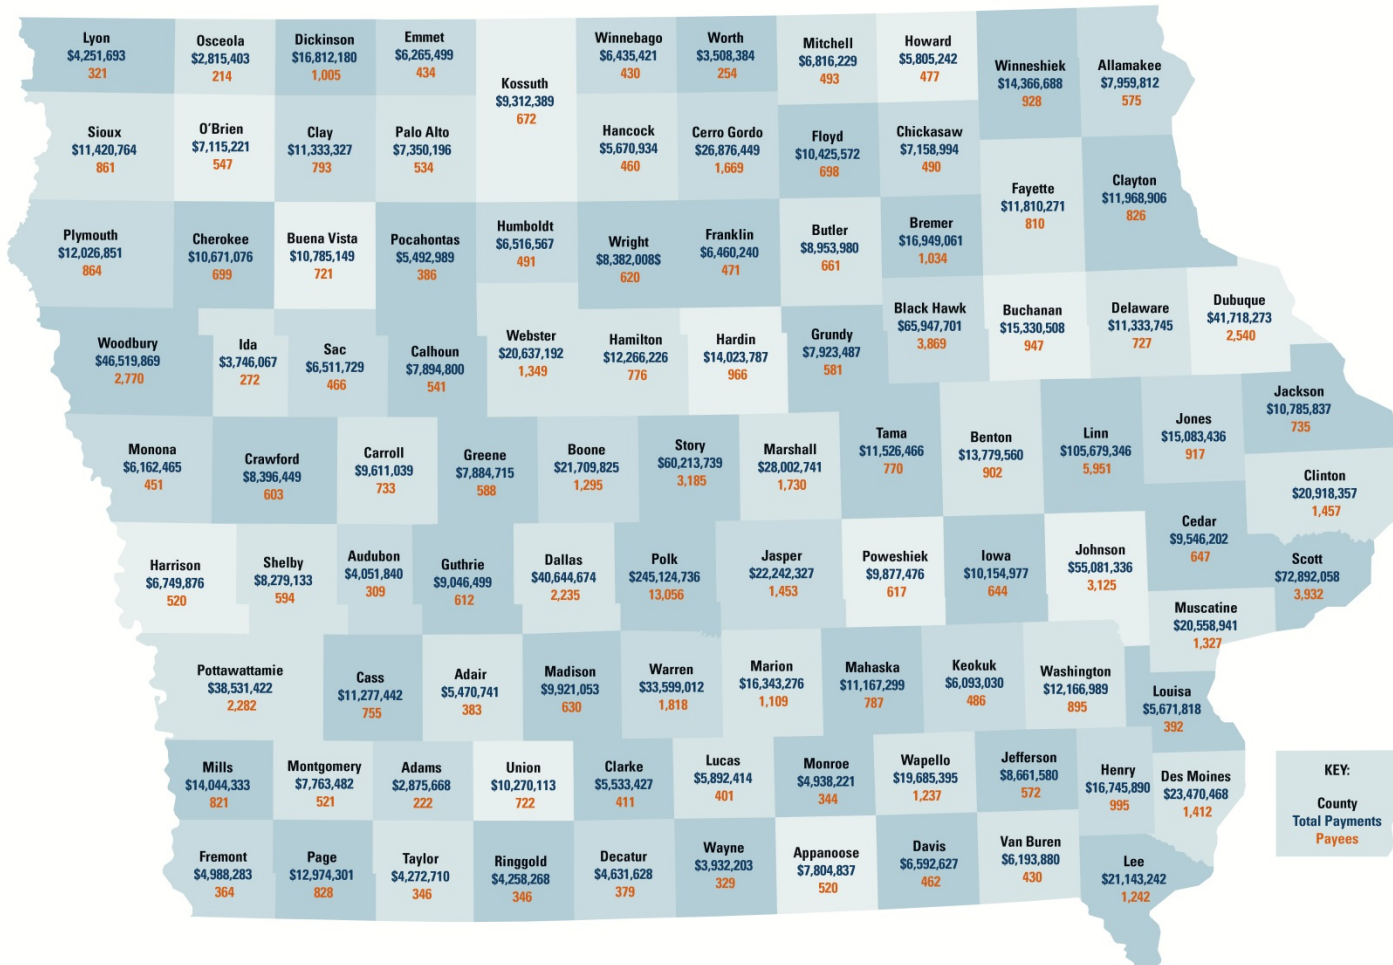 Lyon
$4,251,693
321
Osceola
$2,815,403
214
Dickinson
$16,812,180
1,005
Emmet
$6,265,499
434
Kossuth
$9,312,389
672
Winnebago
$6,435,421
430
Worth
$3,508,384
254
Mitchell
$6,816,229
493
Howard
$5,805,242
477
Winneshiek
$14,366,688
928
Allamakee
$7,959,812
575
Sioux
$11,420,764
861
O'Brien
$7,115,221
547
Clay
$11,333,327
793
Palo Alto
$7,350,196
534
Hancock
$5,670,934
460
Cerro Gordo
$26,876,449
1,669
Floyd
$10,425,572
698
Chickasaw
$7,158,994
490
Fayette
$11,810,271
810
Clayton
$11,968,906
826
Plymouth
$12,026,851
864
Cherokee
$10,671,076
699
Buena Vista
$10,785,149
721
Pocahontas
$5,492,989
386
Humboldt
$6,516,567
491
Wright
$8,382,008$
620
Franklin
$6,460,240
471
Butler
$8,953,980
661
Bremer
$16,949,061
1,034
Woodbury
$46,519,869
2,770
Ida
$3,746,067
272
Sac
$6,511,729
466
Calhoun
$7,894,800
541
Webster
$20,637,192
1,349
Hamilton
$12,266,226
776
Hardin
$14,023,787
966
Grundy
$7,923,487
581
Black Hawk
$65,947,701
3,869
Buchanan
$15,330,508
947
Delaware
$11,333,745
727
Dubuque
$41,718,273
2,540
Monona
$6,162,465
451
Crawford
$8,396,449
603
Carroll
$9,611,039
733
Greene
$7,884,715
588
Boone
$21,709,825
1,295
Story
$60,213,739
3,185
Marshall
$28,002,741
1,730
Tama
$11,526,466
770
Benton
$13,779,560
902
Linn
$105,679,346
5,951
Jones
$15,083,436
917
Jackson
$10,785,837
735
Clinton
$20,918,357
1,457
Harrison
$6,749,876
520
Shelby
$8,279,133
594
Audubon
$4,051,840
309
Guthrie
$9,046,499
612
Dallas
$40,644,674
2,235
Polk
$245,124,736
13,056
Jasper
$22,242,327
1,453
Poweshiek
$9,877,476
617
Iowa
$10,154,977
644
Johnson
$55,081,336
3,125
Cedar
$9,546,202
647
Scott
$72,892,058
3,932
Muscatine
$20,558,941
1,327
Pottawattamie
$38,531,422
2,282
Cass
$11,277,442
755
Adair
$5,470,741
383
Madison
$9,921,053
630
Warren
$33,599,012
1,818
Marion
$16,343,276
1,109
Mahaska
$11,167,299
787
Keokuk
$6,093,030
486
Washington
$12,166,989
895
Louisa
$5,671,818
392
Mills
$14,044,333
821
Montgomery
$7,763,482
521
Adams
$2,875,668
222
Union
$10,270,113
722
Clarke
$5,533,427
411
Lucas
$5,892,414
401
Monroe
$4,938,221
344
Wapello
$19,685,395
1,237
Jefferson
$8,661,580
572
Henry
$16,745,890
995
Des Moines
$23,470,468
1,412
Fremont
$4,988,283
364
Page
$12,974,301
828
Taylor
$4,272,710
346
Ringgold
$4,258,268
346
Decatur
$4,631,628
379
Wayne
$3,932,203
329
Appanoose
$7,804,837
520
Davis
$6,592,627
462
Van Buren
$6,193,880
430
Lee
$21,143,242
1,242
KEY:
County
Total Payments
Payees